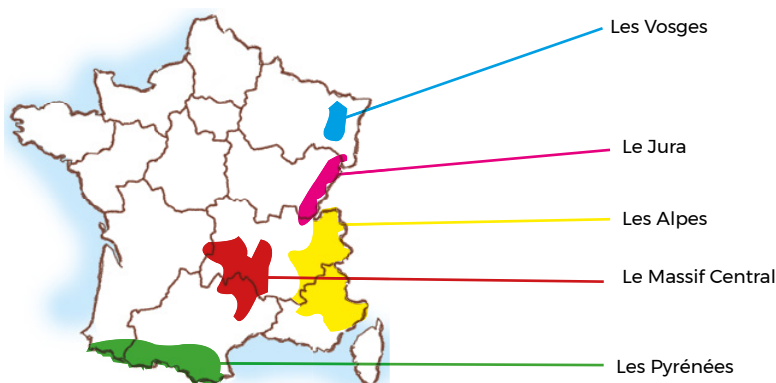 Les Vosges
Le Jura
Les Alpes
Le Massif Central
Les Pyrénées